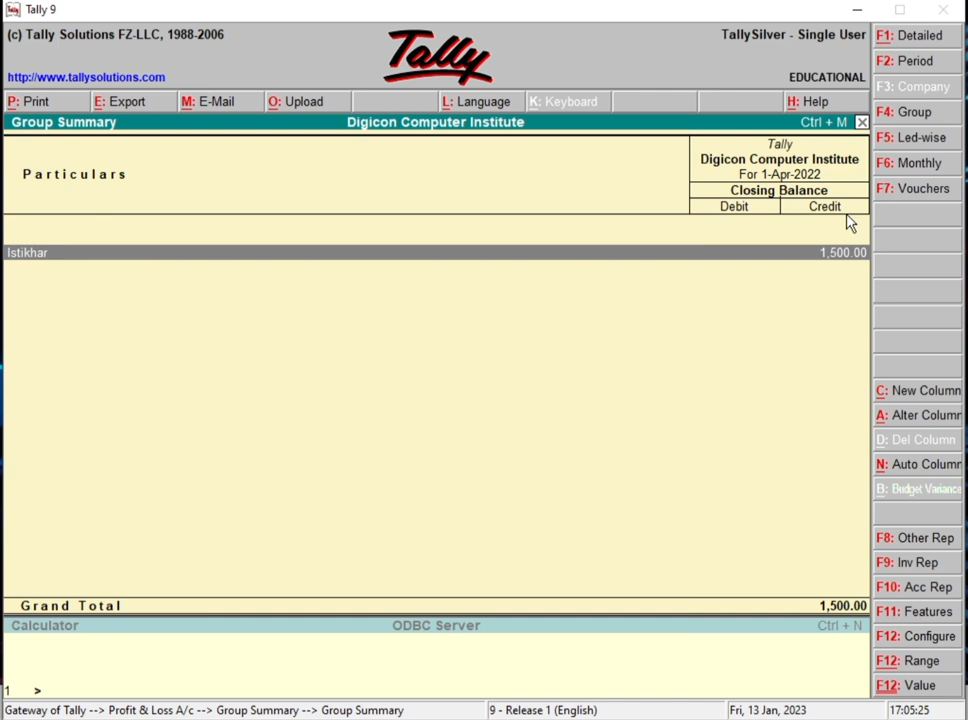 Tally 9
(c) Tally Solutions FZ-LLC, 1988-2006
Tally
TallySilver - Single User
http://www.tallysolutions.com
EDUCATIONAL
P: Print
E: Export
M: E-Mail
O: Upload
L: Language
K: Keyboard
H: Help
Group Summary
Digicon Computer Institute
Ctrl + M
Particulars
Tally
Digicon Computer Institute
For 1-Apr-2022
Closing Balance
Debit
Credit
Istikhar
1,500.00
Grand Total
1,500.00
Calculator
ODBC Server
Ctrl + N
1 >
F1: Detailed
F2: Period
F3: Company
F4: Group
F5: Led-wise
F6: Monthly
F7: Vouchers
C: New Column
A: Alter Column
D: Del Column
N: Auto Column
B: Budget Variance
F8: Other Rep
F9: Inv Rep
F10: Acc Rep
F11: Features
F12: Configure
F12: Range
F12: Value
Gateway of Tally --> Profit & Loss A/c --> Group Summary --> Group Summary
9 - Release 1 (English)
Fri, 13 Jan, 2023
17:05:25